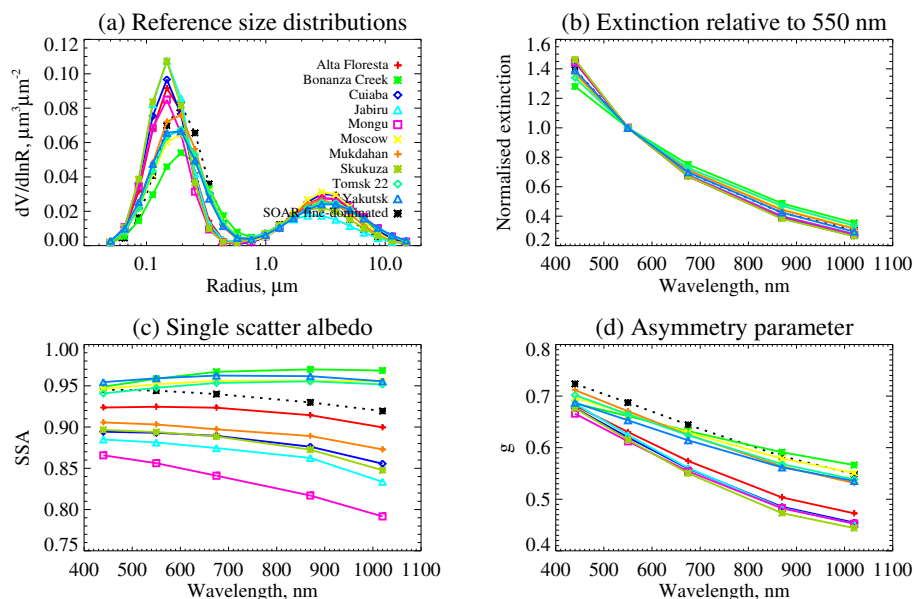 (a) Reference size distributions
dV/dlnR, μm³μm⁻²
0.12
0.10
0.08
0.06
0.04
0.02
0.00
Alta Floresta
Bonanza Creek
Cuiaba
Jabiru
Mongu
Moscow
Mukdahan
Skukuza
Tomsk 22
Yakutsk
SOAR fine-dominated
0.1 1.0 10.0
Radius, μm
(b) Extinction relative to 550 nm
Normalised extinction
1.6
1.4
1.2
1.0
0.8
0.6
0.4
0.2
400 500 600 700 800 900 1000 1100
Wavelength, nm
(c) Single scatter albedo
SSA
1.00
0.95
0.90
0.85
0.80
0.75
400 500 600 700 800 900 1000 1100
Wavelength, nm
(d) Asymmetry parameter
g
0.8
0.7
0.6
0.5
0.4
400 500 600 700 800 900 1000 1100
Wavelength, nm